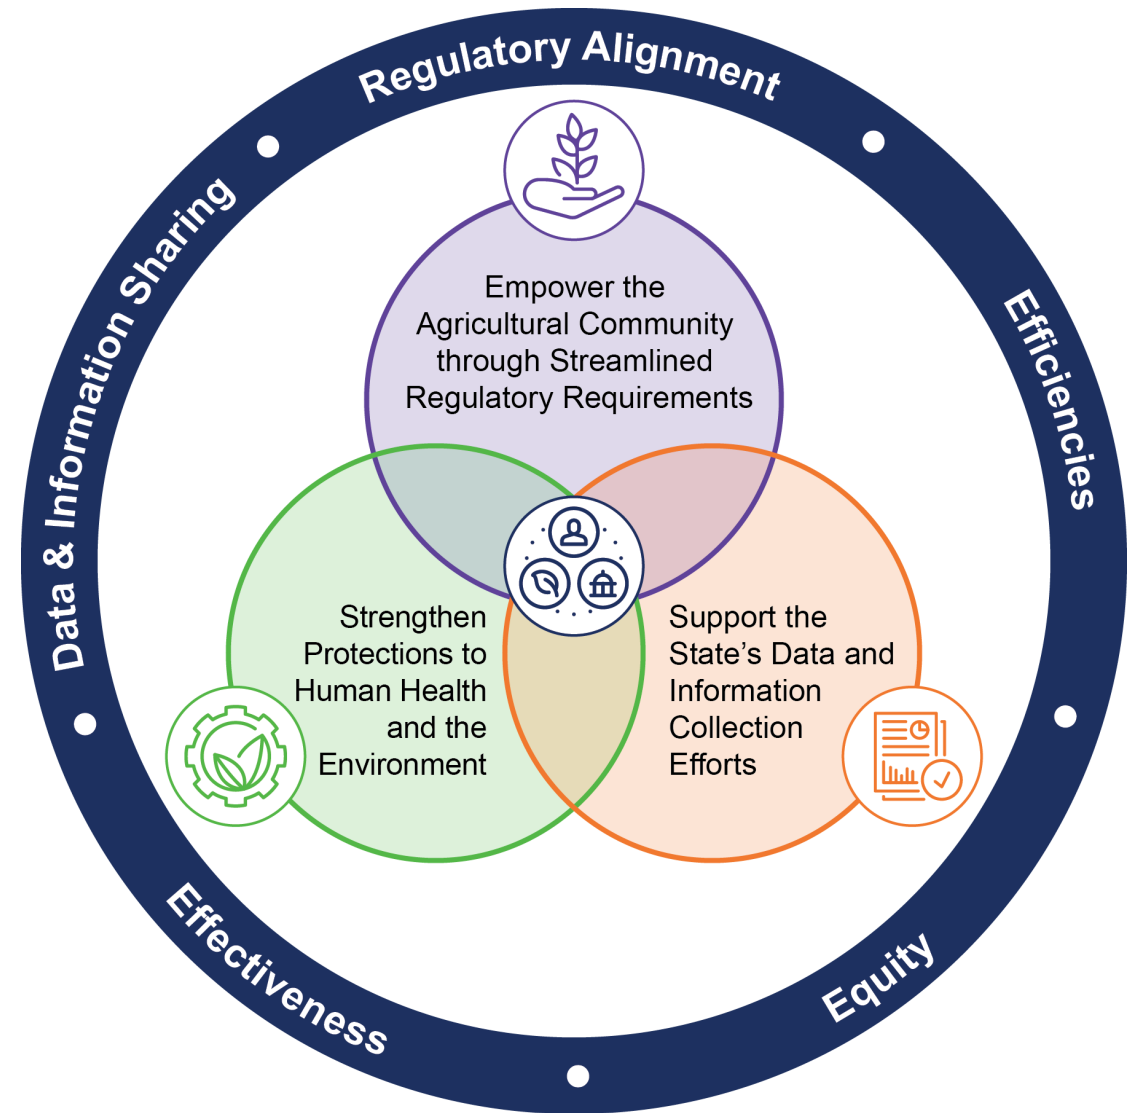 Regulatory Alignment
Efficiencies
Equity
Effectiveness
Data & Information Sharing
Empower the
Agricultural Community
through Streamlined
Regulatory Requirements
Strengthen
Protections to
Human Health
and the
Environment
Support the
State’s Data and
Information
Collection
Efforts